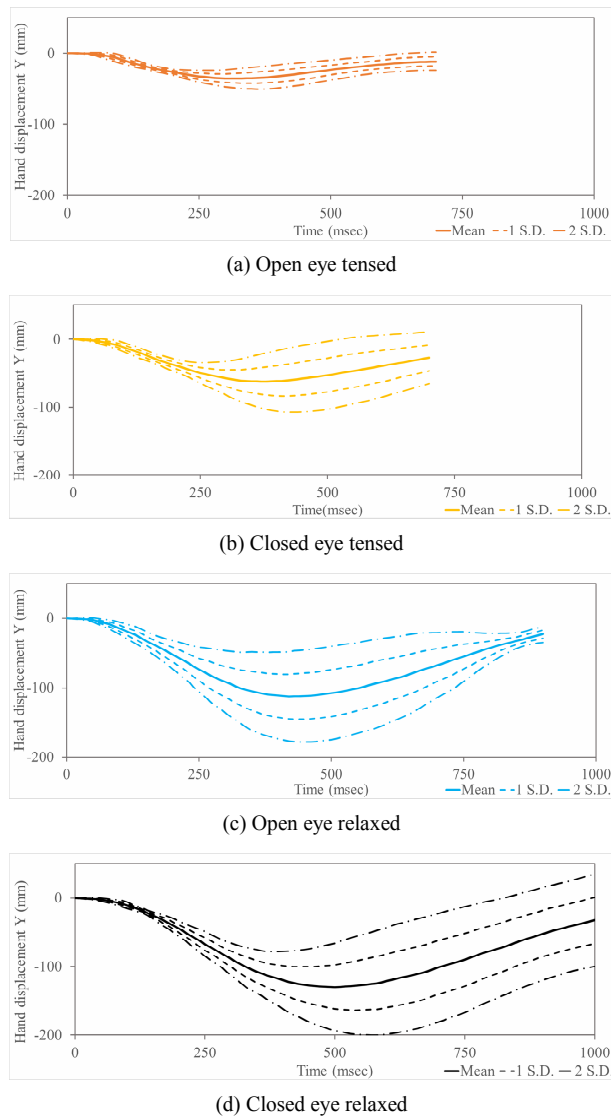 Hand displacement Y (mm)
0
-100
-200
0 250 500 750 1000
Time (msec)
Mean 1 S.D. 2 S.D.
(a) Open eye tensed
Hand displacement Y (mm)
0
-100
-200
0 250 500 750 1000
Time(msec)
Mean 1 S.D. 2 S.D.
(b) Closed eye tensed
Hand displacement Y (mm)
0
-100
-200
0 250 500 750 1000
Time (msec)
Mean 1 S.D. 2 S.D.
(c) Open eye relaxed
Hand displacement Y (mm)
0
-100
-200
0 250 500 750 1000
Time (msec)
Mean 1 S.D. 2 S.D.
(d) Closed eye relaxed